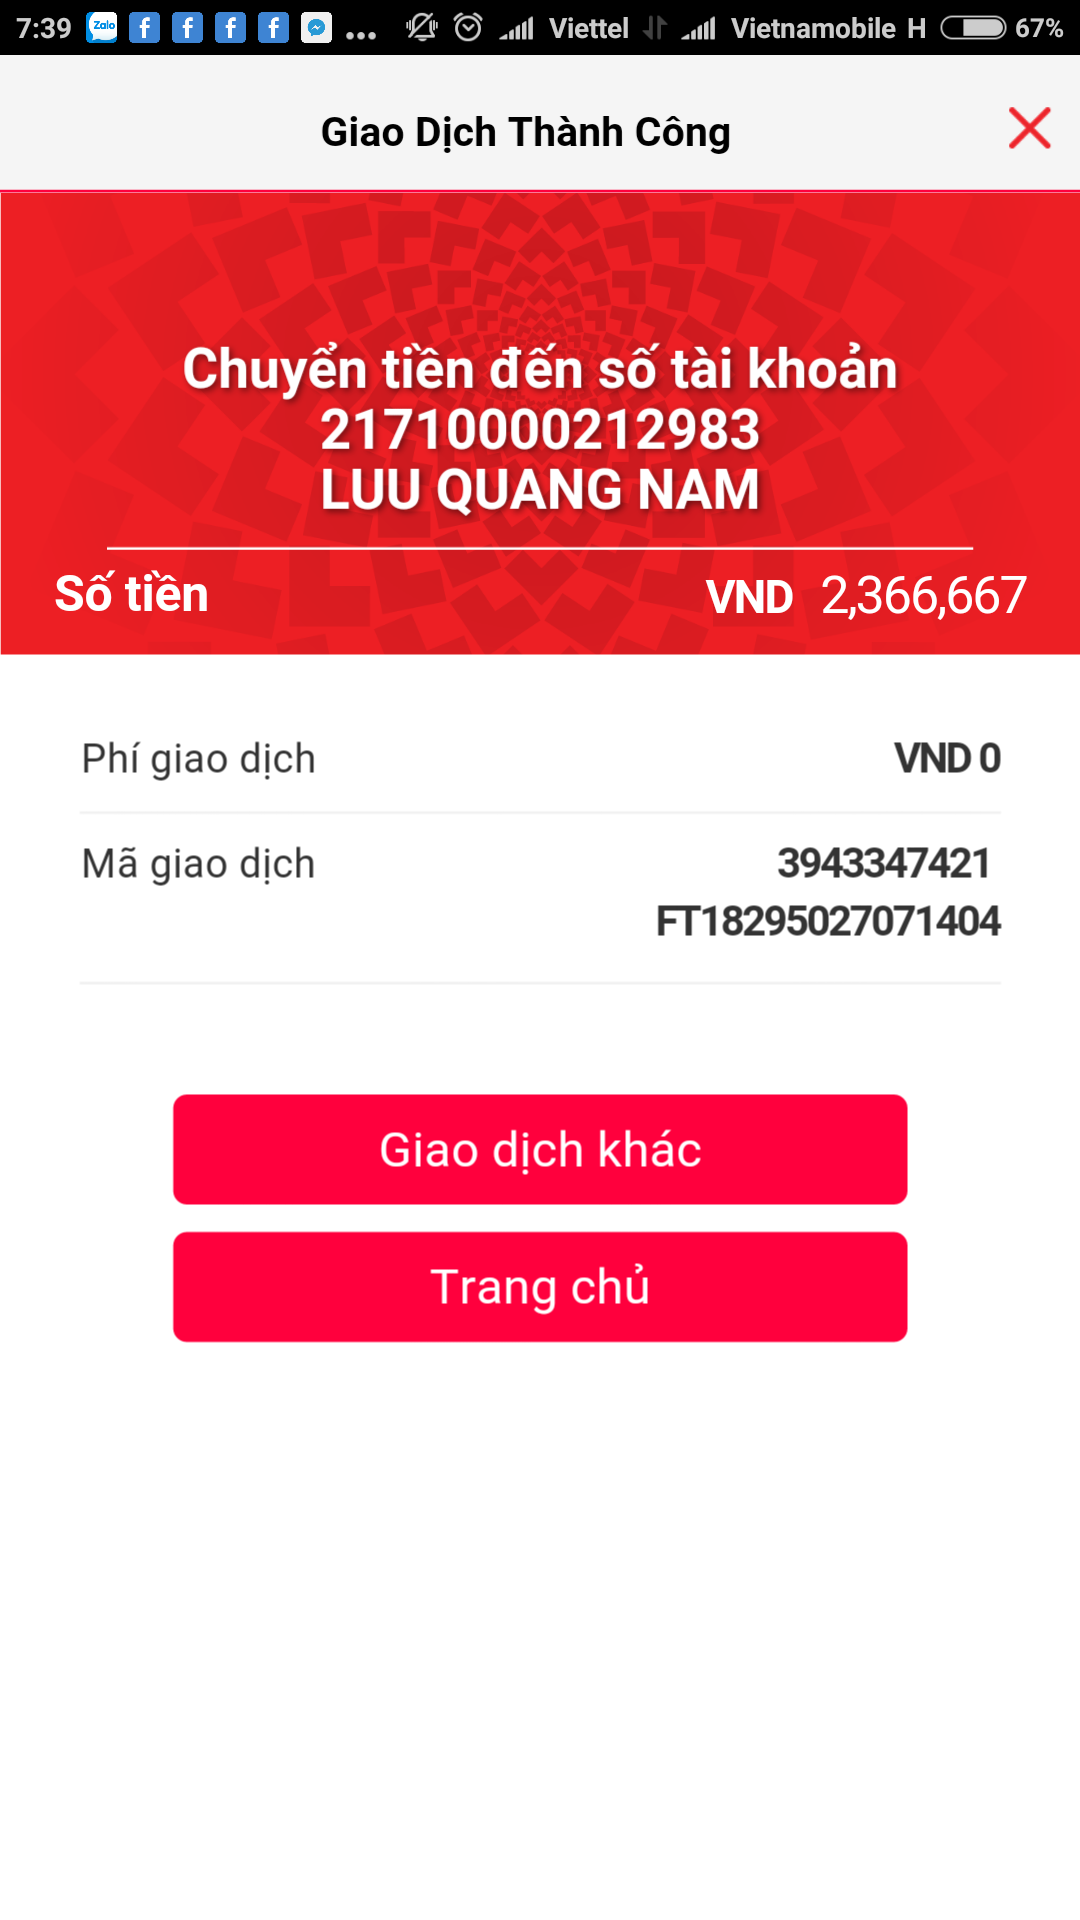 7:39 Zalo ... Viettel Vietnamobile H 67%
Giao Dịch Thành Công
Chuyển tiền đến số tài khoản
21710000212983
LUU QUANG NAM
Số tiền VND 2,366,667
Phí giao dịch VND 0
Mã giao dịch 3943347421
FT18295027071404
Giao dịch khác
Trang chủ